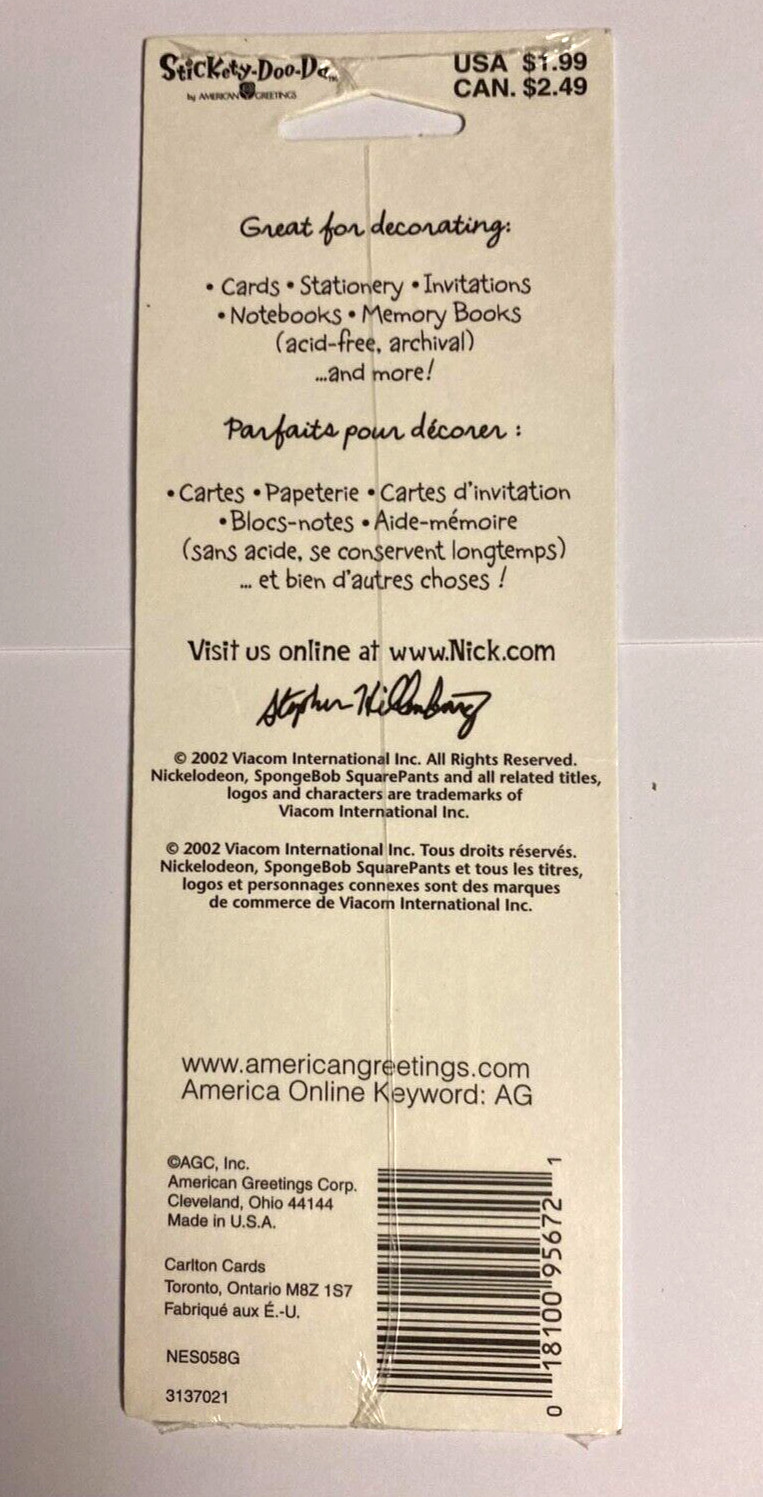 Stickety-Doo-Da™
by AMERICAN GREETINGS
USA $1.99
CAN. $2.49
Great for decorating:
• Cards • Stationery • Invitations
• Notebooks • Memory Books
(acid-free, archival)
...and more!
Parfaits pour décorer :
• Cartes • Papeterie • Cartes d'invitation
• Blocs-notes • Aide-mémoire
(sans acide, se conservent longtemps)
... et bien d'autres choses !
Visit us online at www.Nick.com
Stephen Hillenburg
© 2002 Viacom International Inc. All Rights Reserved.
Nickelodeon, SpongeBob SquarePants and all related titles,
logos and characters are trademarks of
Viacom International Inc.
© 2002 Viacom International Inc. Tous droits réservés.
Nickelodeon, SpongeBob SquarePants et tous les titres,
logos et personnages connexes sont des marques
de commerce de Viacom International Inc.
www.americangreetings.com
America Online Keyword: AG
©AGC, Inc.
American Greetings Corp.
Cleveland, Ohio 44144
Made in U.S.A.
Carlton Cards
Toronto, Ontario M8Z 1S7
Fabriqué aux É.-U.
NES058G
3137021
0 18100 95672 1